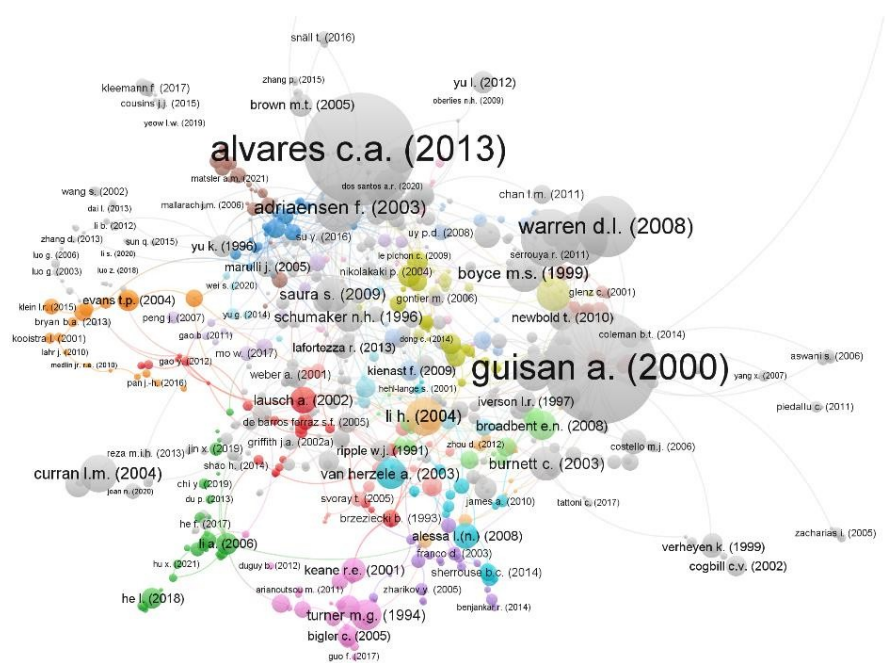 snäll t. (2016)
zhang p. (2015)
yu l. (2012)
kleemann f. (2017)
cousins j.j. (2015)
brown m.t. (2005)
oberlies n.h. (2009)
yeow l.w. (2019)
alvares c.a. (2013)
matsler a.m. (2021)
dos santos a.r. (2020)
wang s. (2002)
chan f.m. (2011)
dai l. (2013)
mallarach j.m. (2006)
adriaensen f. (2003)
li b. (2012)
warren d.l. (2008)
zhang d. (2013)
sun q. (2015)
yu k. (1996)
su y. (2016)
uy p.d. (2008)
luo g. (2006)
li s. (2020)
le pichon c. (2009)
serrouya r. (2011)
luo g. (2003)
luo z. (2018)
marulli j. (2005)
nikolakaki p. (2004)
boyce m.s. (1999)
wei s. (2020)
saura s. (2009)
gontier m. (2006)
glenz c. (2001)
klein l.r. (2015)
evans t.p. (2004)
yu g. (2014)
schumaker n.h. (1996)
newbold t. (2010)
bryan b.a. (2013)
peng j. (2007)
gao b. (2011)
coleman b.t. (2014)
kooistra l. (2001)
lafortezza r. (2013)
dong c. (2014)
lahr j. (2010)
mo w. (2017)
aswani s. (2006)
medlin jr. r.e. (2010)
gao y. (2012)
kienast f. (2009)
guisan a. (2000)
yang x. (2007)
weber a. (2001)
pan j.-h. (2016)
hehl-lange s. (2001)
lausch a. (2002)
iverson l.r. (1997)
piedallu c. (2011)
li h. (2004)
de barros ferraz s.f. (2005)
broadbent e.n. (2008)
griffith j.a. (2002a)
zhou d. (2012)
costello m.j. (2006)
reza m.i.h. (2013)
jin x. (2019)
ripple w.j. (1991)
shao h. (2014)
burnett c. (2003)
curran l.m. (2004)
van herzele a. (2003)
chi y. (2019)
jean n. (2020)
du p. (2013)
svoray t. (2005)
james a. (2010)
tattoni c. (2017)
he f. (2017)
brzeziecki b. (1993)
li a. (2006)
alessa l.(n.) (2008)
zacharias i. (2005)
verheyen k. (1999)
franco d. (2003)
hu x. (2021)
duguy b. (2012)
keane r.e. (2001)
cogbill c.v. (2002)
sherrouse b.c. (2014)
arianoutsou m. (2011)
zharikov y. (2005)
he l. (2018)
benjankar r. (2014)
turner m.g. (1994)
bigler c. (2005)
guo f. (2017)